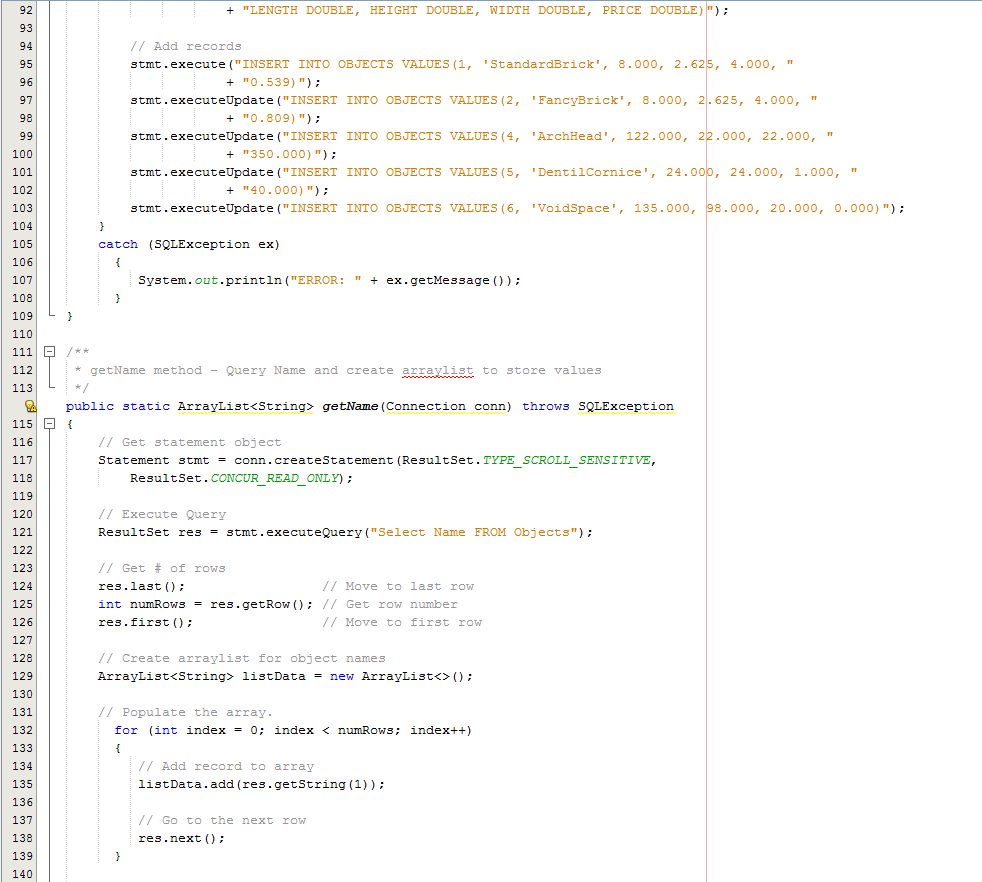 92 + "LENGTH DOUBLE, HEIGHT DOUBLE, WIDTH DOUBLE, PRICE DOUBLE)");
93
94 // Add records
95 stmt.execute("INSERT INTO OBJECTS VALUES(1, 'StandardBrick', 8.000, 2.625, 4.000, "
96 + "0.539)");
97 stmt.executeUpdate("INSERT INTO OBJECTS VALUES(2, 'FancyBrick', 8.000, 2.625, 4.000, "
98 + "0.809)");
99 stmt.executeUpdate("INSERT INTO OBJECTS VALUES(4, 'ArchHead', 122.000, 22.000, 22.000, "
100 + "350.000)");
101 stmt.executeUpdate("INSERT INTO OBJECTS VALUES(5, 'DentilCornice', 24.000, 24.000, 1.000, "
102 + "40.000)");
103 stmt.executeUpdate("INSERT INTO OBJECTS VALUES(6, 'VoidSpace', 135.000, 98.000, 20.000, 0.000)");
104 }
105 catch (SQLException ex)
106 {
107 System.out.println("ERROR: " + ex.getMessage());
108 }
109 }
110
111 /**
112 * getName method - Query Name and create arraylist to store values
113 */
public static ArrayList<String> getName(Connection conn) throws SQLException
115 {
116 // Get statement object
117 Statement stmt = conn.createStatement(ResultSet.TYPE_SCROLL_SENSITIVE,
118 ResultSet.CONCUR_READ_ONLY);
119
120 // Execute Query
121 ResultSet res = stmt.executeQuery("Select Name FROM Objects");
122
123 // Get # of rows
124 res.last(); // Move to last row
125 int numRows = res.getRow(); // Get row number
126 res.first(); // Move to first row
127
128 // Create arraylist for object names
129 ArrayList<String> listData = new ArrayList<>();
130
131 // Populate the array.
132 for (int index = 0; index < numRows; index++)
133 {
134 // Add record to array
135 listData.add(res.getString(1));
136
137 // Go to the next row
138 res.next();
139 }
140